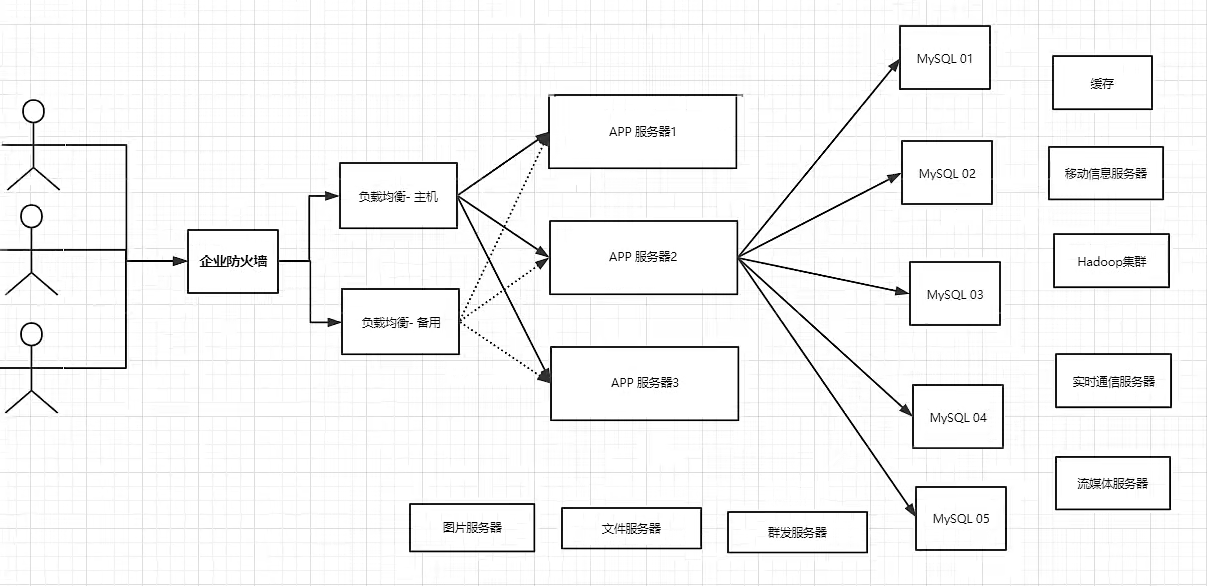 企业防火墙
负载均衡- 主机
负载均衡- 备用
APP 服务器1
APP 服务器2
APP 服务器3
MySQL 01
MySQL 02
MySQL 03
MySQL 04
MySQL 05
缓存
移动信息服务器
Hadoop集群
实时通信服务器
流媒体服务器
图片服务器
文件服务器
群发服务器